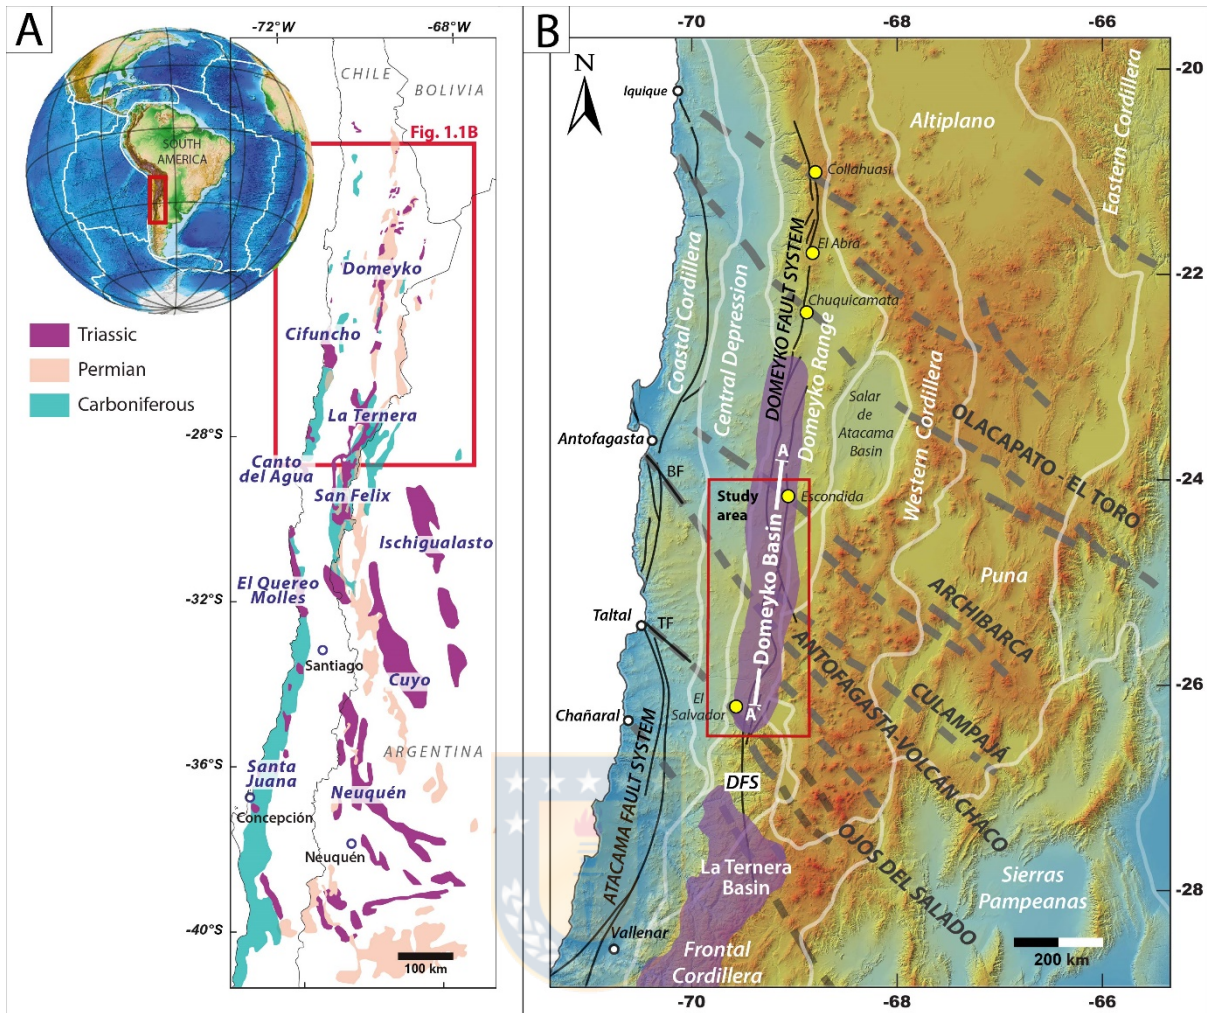 A
-72°W
-68°W
CHILE
BOLIVIA
Fig. 1.1B
SOUTH
AMERICA
Domeyko
Triassic
Permian
Carboniferous
Cifuncho
La Ternera
-28°S
Canto
del Agua
San Felix
Ischigualasto
El Quereo
Molles
-32°S
Santiago
Cuyo
ARGENTINA
-36°S
Santa
Juana
Neuquén
Concepción
Neuquén
-40°S
100 km
B
-70
-68
-66
N
Iquique
-20
Altiplano
Eastern Cordillera
Collahuasi
El Abra
-22
Coastal Cordillera
Central Depression
DOMEYKO FAULT SYSTEM
Chuquicamata
Domeyko Range
Salar
de
Atacama
Basin
Western Cordillera
OLACAPATO - EL TORO
Antofagasta
BF
A
-24
Study
area
Escondida
Domeyko Basin
Puna
ARCHIBARCA
Taltal
TF
ANTOFAGASTA-VOLCÁN CHACO
CULAMPAJÁ
El
Salvador
A'
-26
Chañaral
ATACAMA FAULT SYSTEM
DFS
OJOS DEL SALADO
La Ternera
Basin
Sierras
Pampeanas
-28
Vallenar
Frontal
Cordillera
200 km
-70
-68
-66